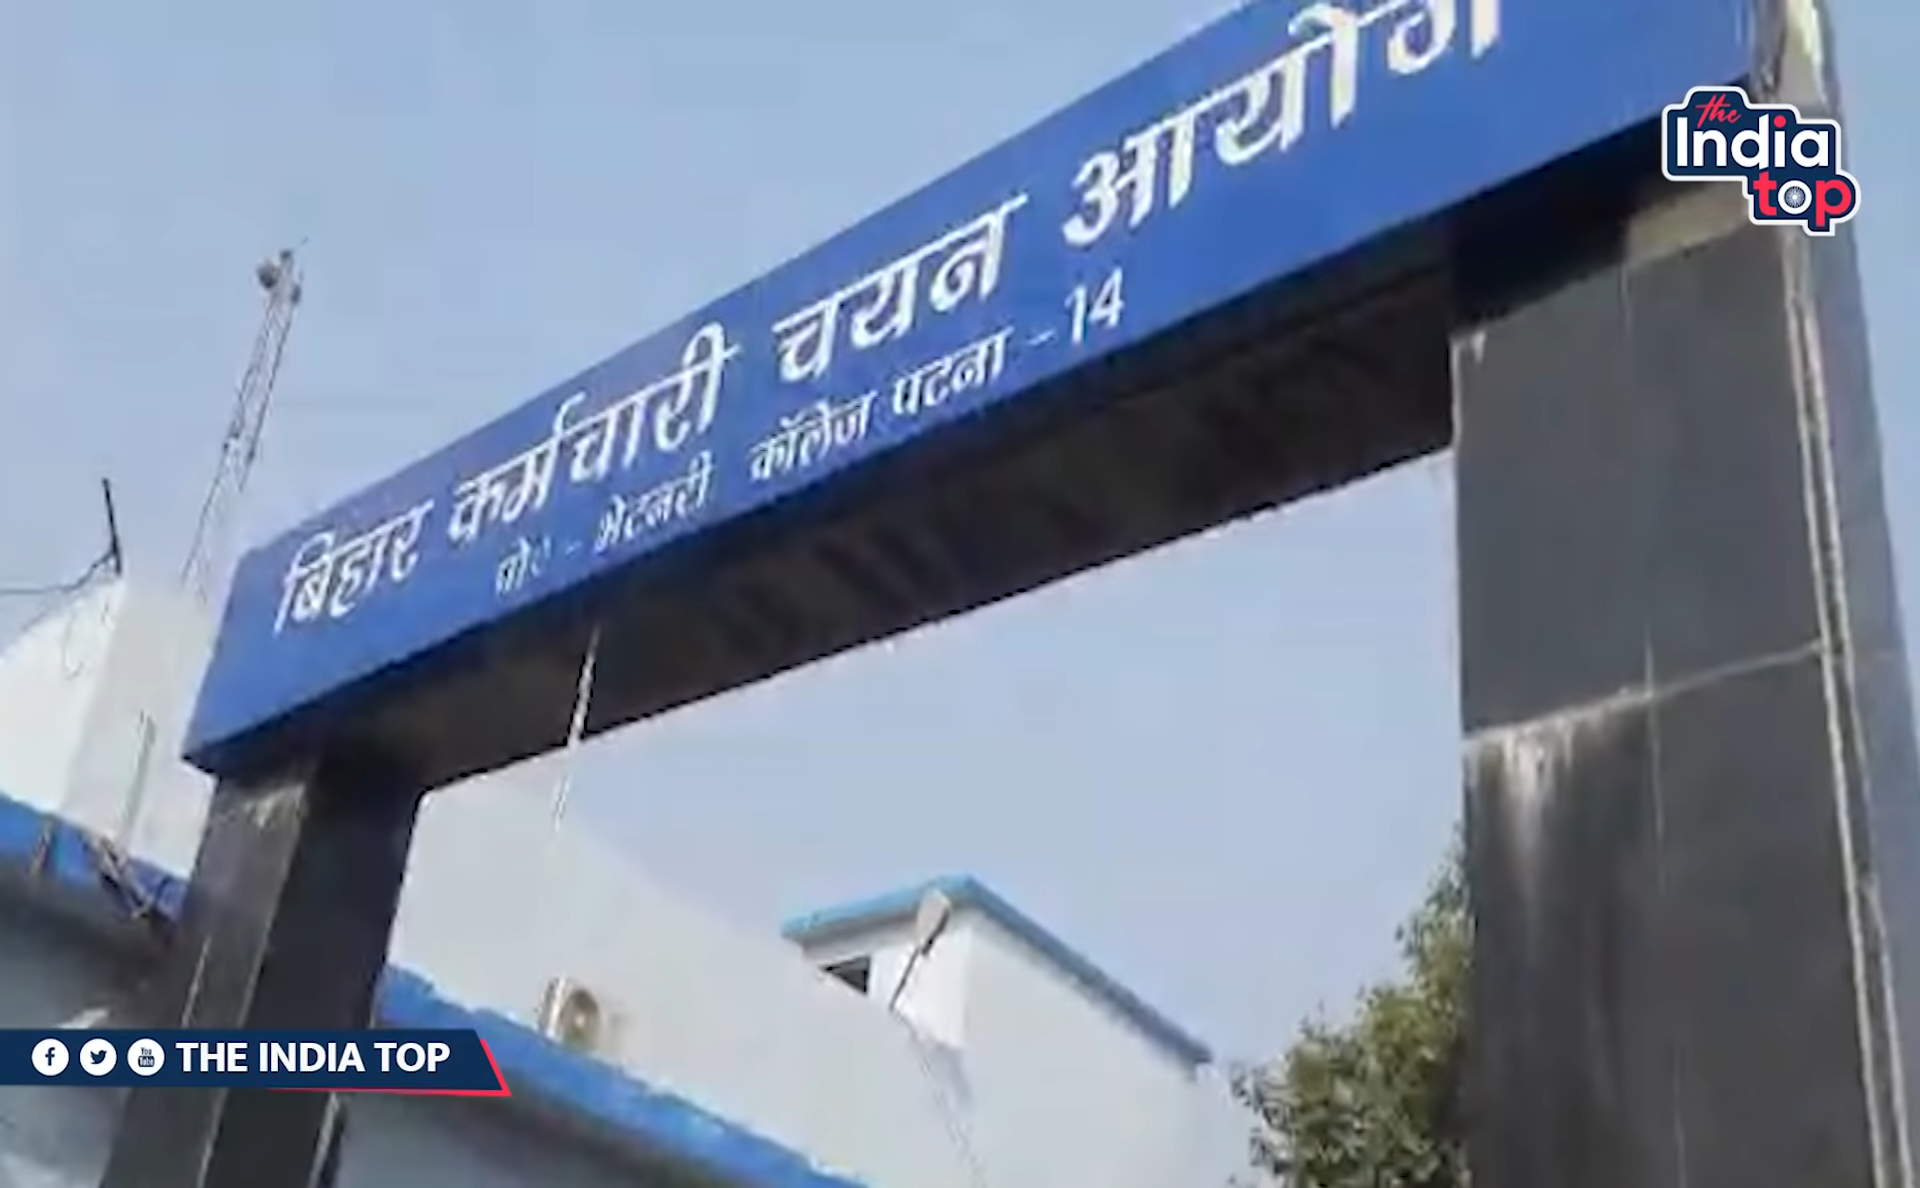 बिहार कर्मचारी चयन आयोग
पो॰ - भेटनरी कॉलेज पटना - 14
the
India
top
THE INDIA TOP